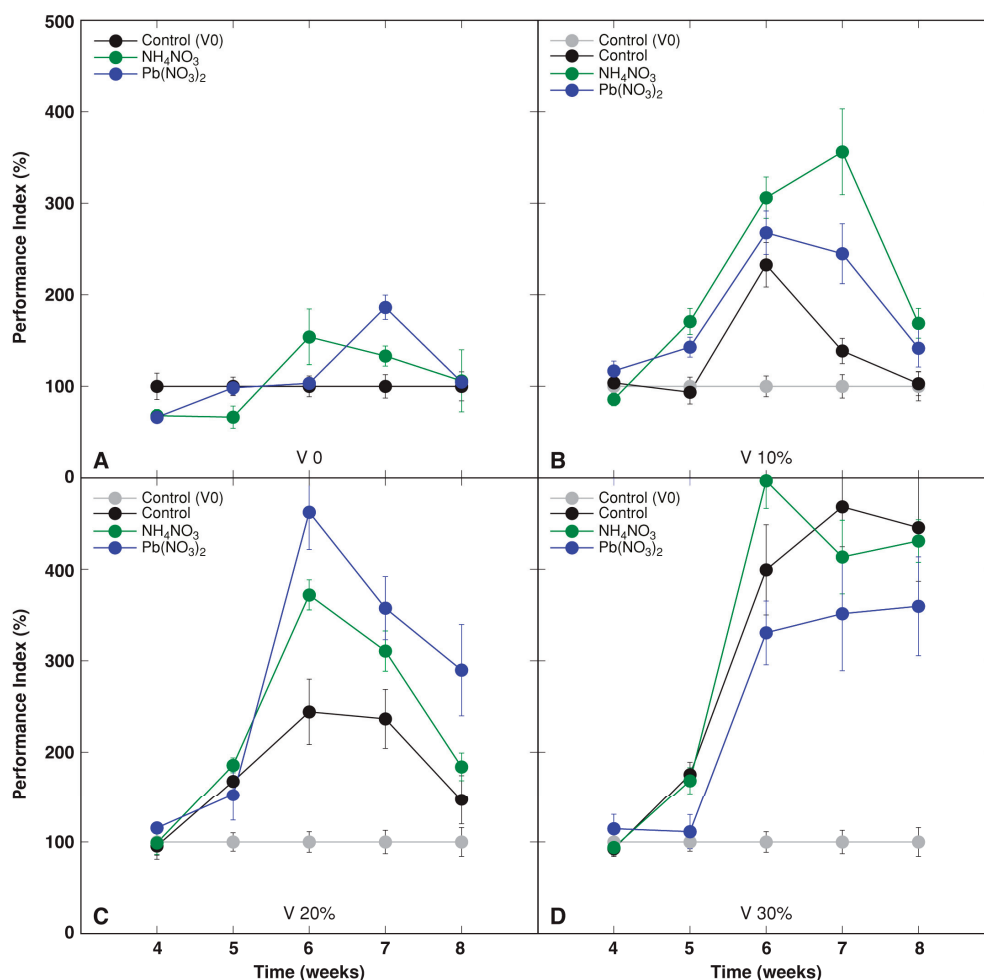 500
400
300
200
100
0
Performance Index (%)
Control (V0)
NH₄NO₃
Pb(NO₃)₂
A
V 0
Control (V0)
Control
NH₄NO₃
Pb(NO₃)₂
B
V 10%
400
300
200
100
0
Performance Index (%)
Control (V0)
Control
NH₄NO₃
Pb(NO₃)₂
C
V 20%
4 5 6 7 8
Time (weeks)
Control (V0)
Control
NH₄NO₃
Pb(NO₃)₂
D
V 30%
4 5 6 7 8
Time (weeks)